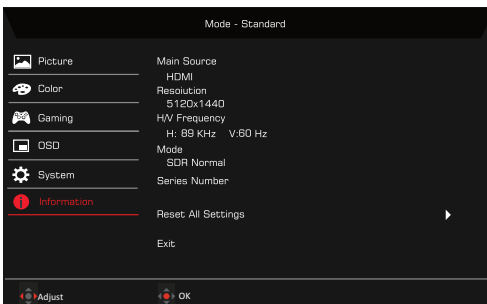 Mode - Standard
Picture
Color
Gaming
OSD
System
Information
Main Source
HDMI
Resoiution
5120x1440
H/V Frequency
H: 89 KHz V:60 Hz
Mode
SDR Normal
Series Number
Reset All Settings
Exit
Adjust
OK